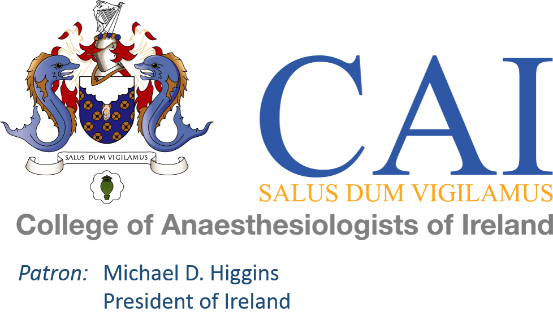 CAI
SALUS DUM VIGILAMUS
SALUS DUM VIGILAMUS
College of Anaesthesiologists of Ireland
Patron: Michael D. Higgins
President of Ireland